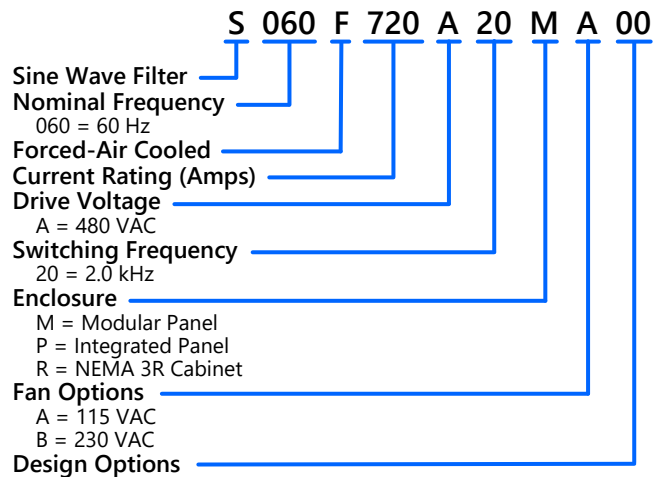 S 060 F 720 A 20 M A 00
Sine Wave Filter
Nominal Frequency
060 = 60 Hz
Forced-Air Cooled
Current Rating (Amps)
Drive Voltage
A = 480 VAC
Switching Frequency
20 = 2.0 kHz
Enclosure
M = Modular Panel
P = Integrated Panel
R = NEMA 3R Cabinet
Fan Options
A = 115 VAC
B = 230 VAC
Design Options